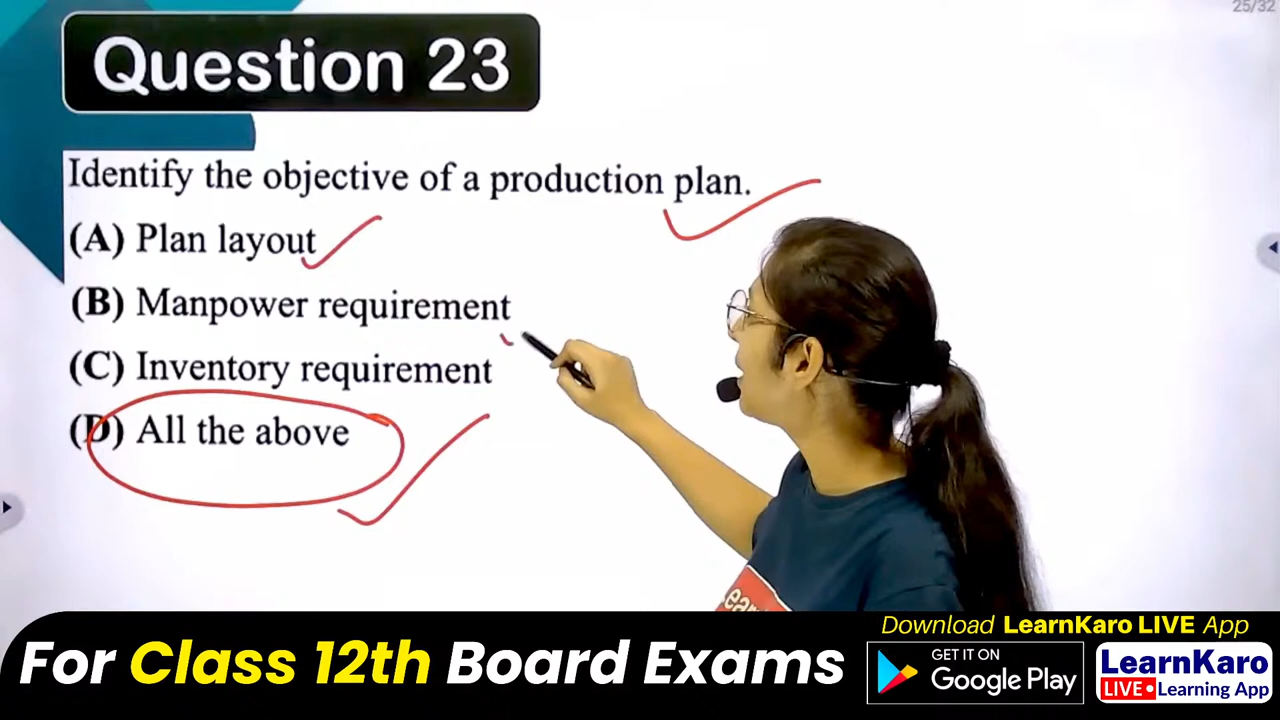 25/32
Question 23
Identify the objective of a production plan.
(A) Plan layout
(B) Manpower requirement
(C) Inventory requirement
(D) All the above
For Class 12th Board Exams
Download LearnKaro LIVE App
GET IT ON
Google Play
LearnKaro
LIVE Learning App